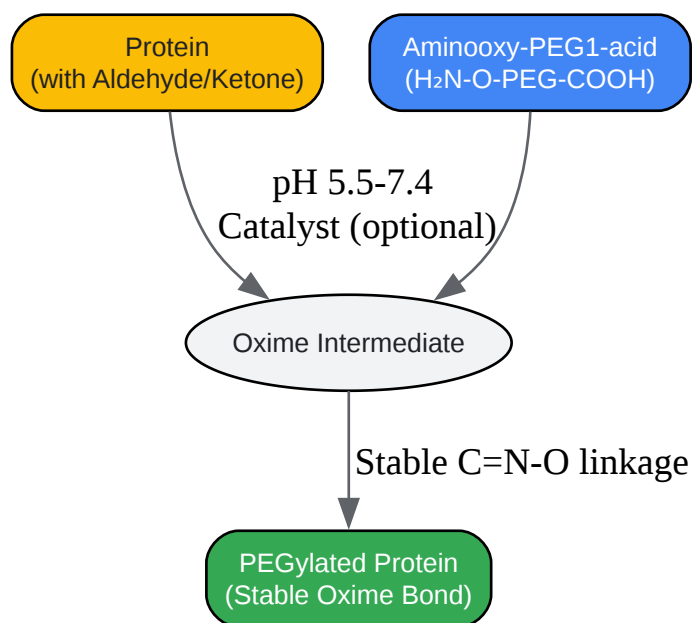 Protein
(with Aldehyde/Ketone)
Aminooxy-PEG1-acid
(H₂N-O-PEG-COOH)
pH 5.5-7.4
Catalyst (optional)
Oxime Intermediate
Stable C=N-O linkage
PEGylated Protein
(Stable Oxime Bond)